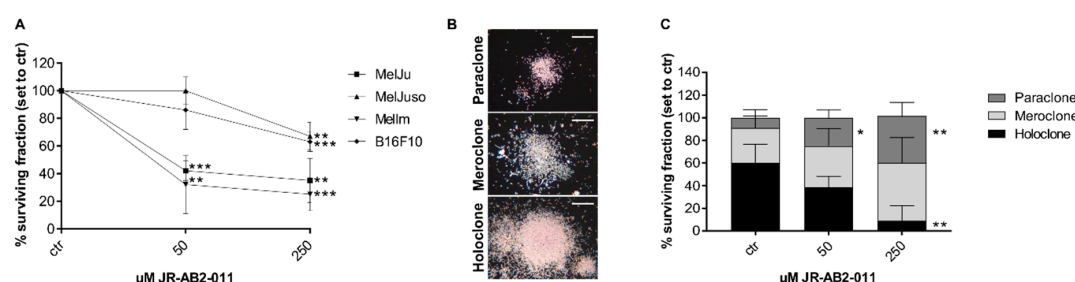 A
% surviving fraction (set to ctr)
120
100
80
60
40
20
0
ctr
50
250
uM JR-AB2-011
***
**
**
***
**
***
MelJu
MelJuso
MelIm
B16F10
B
Paraclone
Meroclone
Holoclone
C
% surviving fraction (set to ctr)
140
120
100
80
60
40
20
0
ctr
50
250
µM JR-AB2-011
*
**
**
Paraclone
Meroclone
Holoclone